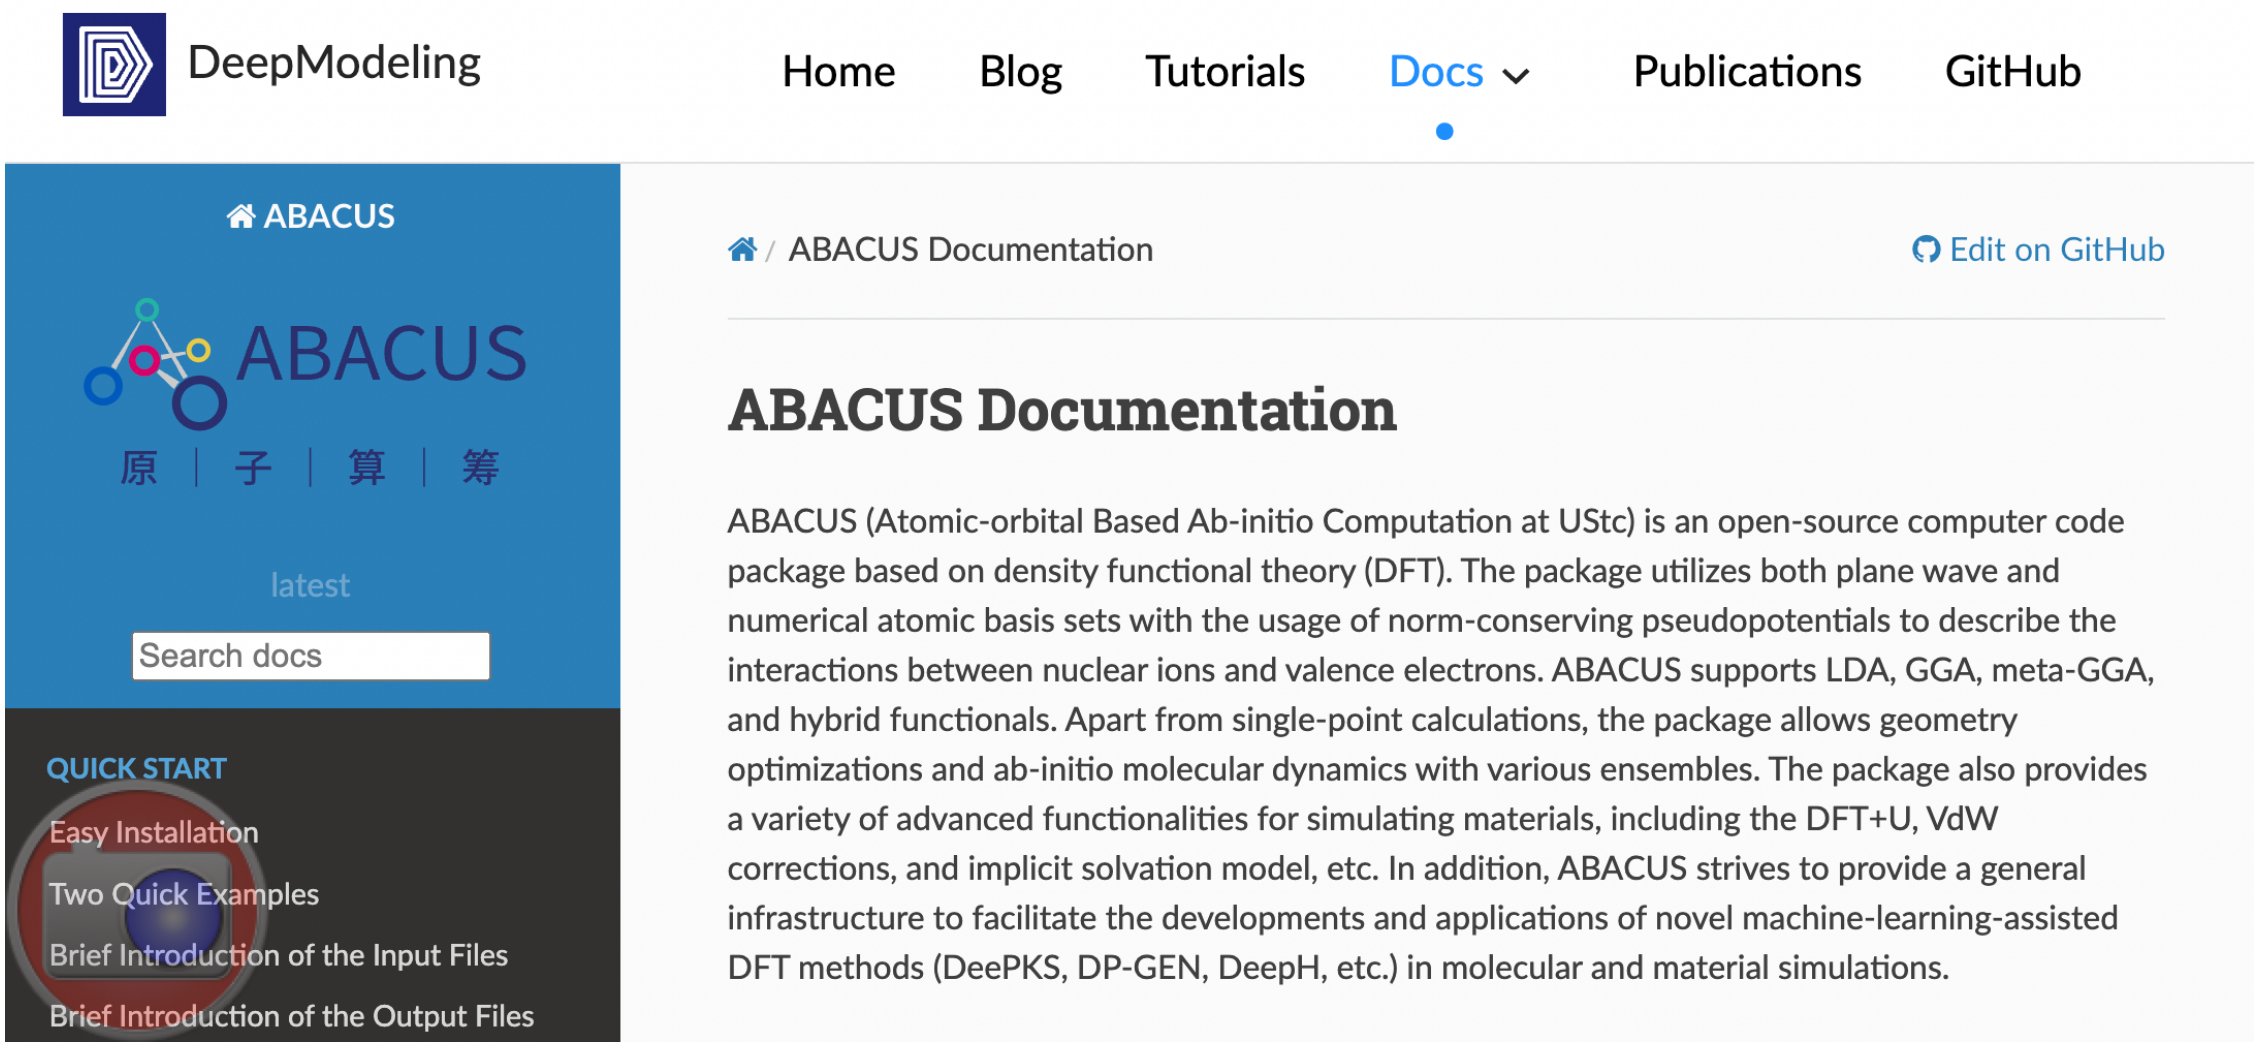 DeepModeling
Home Blog Tutorials Docs Publications GitHub
ABACUS
ABACUS
原｜子｜算｜筹
latest
Search docs
QUICK START
Easy Installation
Two Quick Examples
Brief Introduction of the Input Files
Brief Introduction of the Output Files
/ ABACUS Documentation
Edit on GitHub
ABACUS Documentation
ABACUS (Atomic-orbital Based Ab-initio Computation at UStc) is an open-source computer code
package based on density functional theory (DFT). The package utilizes both plane wave and
numerical atomic basis sets with the usage of norm-conserving pseudopotentials to describe the
interactions between nuclear ions and valence electrons. ABACUS supports LDA, GGA, meta-GGA,
and hybrid functionals. Apart from single-point calculations, the package allows geometry
optimizations and ab-initio molecular dynamics with various ensembles. The package also provides
a variety of advanced functionalities for simulating materials, including the DFT+U, VdW
corrections, and implicit solvation model, etc. In addition, ABACUS strives to provide a general
infrastructure to facilitate the developments and applications of novel machine-learning-assisted
DFT methods (DeePKS, DP-GEN, DeepH, etc.) in molecular and material simulations.